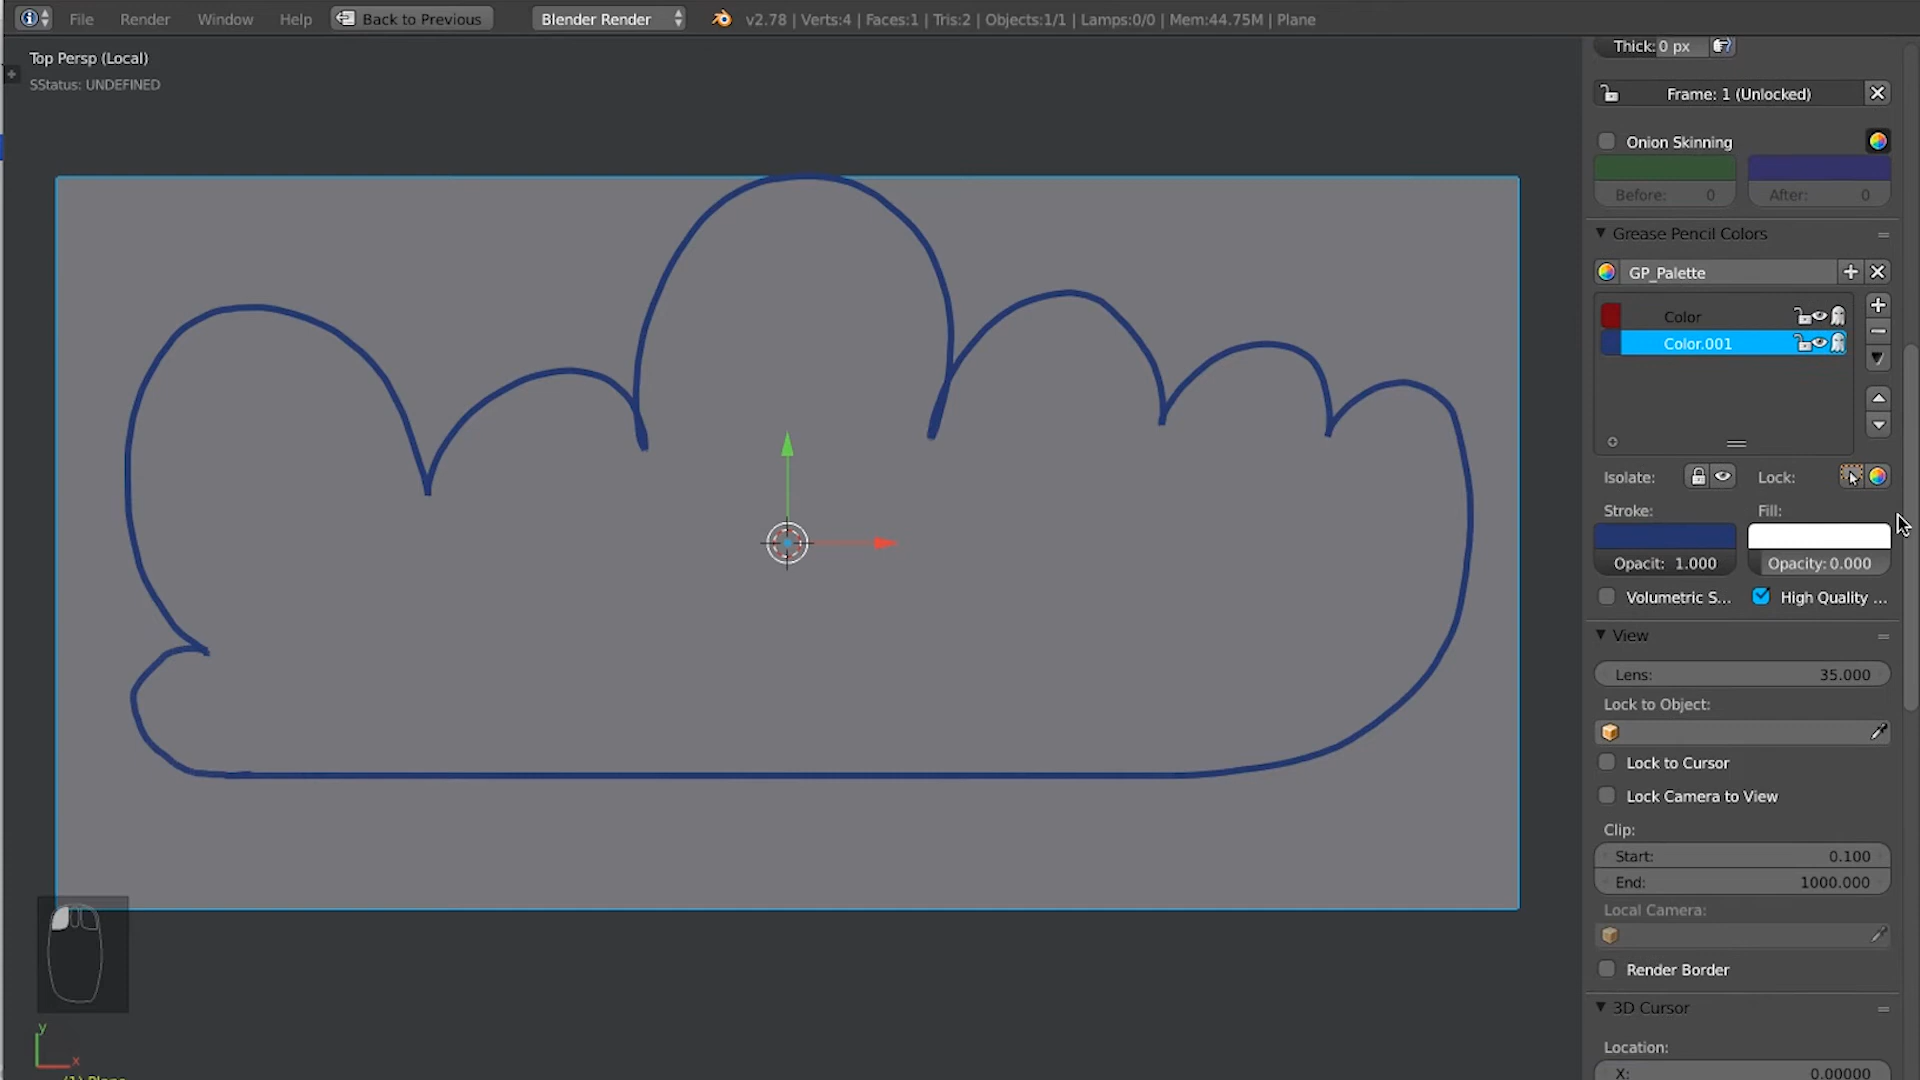 File Render Window Help Back to Previous Blender Render v2.78 | Verts:4 | Faces:1 | Tris:2 | Objects:1/1 | Lamps:0/0 | Mem:44.75M | Plane
Top Persp (Local)
SStatus: UNDEFINED
Thick: 0 px
Frame: 1 (Unlocked)
Onion Skinning
Before: 0 After: 0
Grease Pencil Colors
GP_Palette
Color
Color.001
Isolate: Lock:
Stroke: Fill:
Opacit: 1.000 Opacity: 0.000
Volumetric S... High Quality ...
View
Lens: 35.000
Lock to Object:
Lock to Cursor
Lock Camera to View
Clip:
Start: 0.100
End: 1000.000
Local Camera:
Render Border
3D Cursor
Location:
X: 0.00000
y
x
(1) Plane